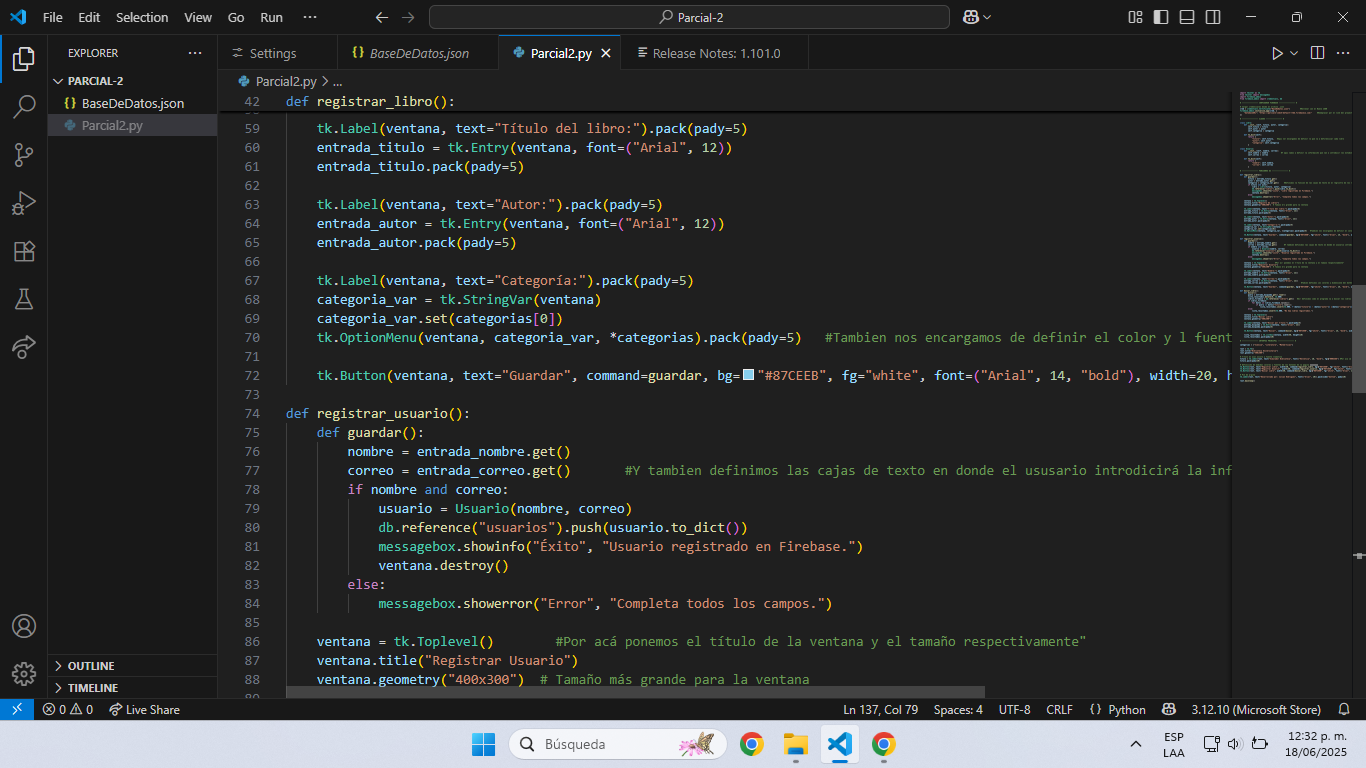 File Edit Selection View Go Run ··· Parcial-2
EXPLORER ···
PARCIAL-2
{} BaseDeDatos.json
Parcial2.py
OUTLINE
TIMELINE
Settings {} BaseDeDatos.json Parcial2.py Release Notes: 1.101.0
Parcial2.py > ...
42 def registrar_libro():
59 tk.Label(ventana, text="Título del libro:").pack(pady=5)
60 entrada_titulo = tk.Entry(ventana, font=("Arial", 12))
61 entrada_titulo.pack(pady=5)
62
63 tk.Label(ventana, text="Autor:").pack(pady=5)
64 entrada_autor = tk.Entry(ventana, font=("Arial", 12))
65 entrada_autor.pack(pady=5)
66
67 tk.Label(ventana, text="Categoría:").pack(pady=5)
68 categoria_var = tk.StringVar(ventana)
69 categoria_var.set(categorias[0])
70 tk.OptionMenu(ventana, categoria_var, *categorias).pack(pady=5) #Tambien nos encargamos de definir el color y l fuent
71
72 tk.Button(ventana, text="Guardar", command=guardar, bg="#87CEEB", fg="white", font=("Arial", 14, "bold"), width=20, h
73
74 def registrar_usuario():
75 def guardar():
76 nombre = entrada_nombre.get()
77 correo = entrada_correo.get() #Y tambien definimos las cajas de texto en donde el ususario introdicirá la inf
78 if nombre and correo:
79 usuario = Usuario(nombre, correo)
80 db.reference("usuarios").push(usuario.to_dict())
81 messagebox.showinfo("Éxito", "Usuario registrado en Firebase.")
82 ventana.destroy()
83 else:
84 messagebox.showerror("Error", "Completa todos los campos.")
85
86 ventana = tk.Toplevel() #Por acá ponemos el título de la ventana y el tamaño respectivamente"
87 ventana.title("Registrar Usuario")
88 ventana.geometry("400x300") # Tamaño más grande para la ventana
0 0 Live Share Ln 137, Col 79 Spaces: 4 UTF-8 CRLF {} Python 3.12.10 (Microsoft Store)
Búsqueda
ESP
LAA
12:32 p. m.
18/06/2025